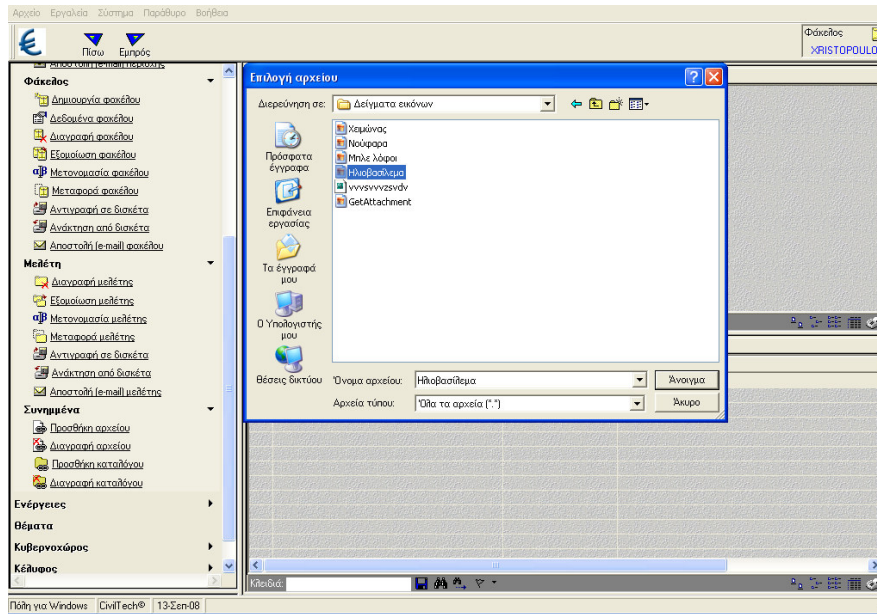 Αρχείο Εργαλεία Σύστημα Παράθυρο Βοήθεια
Πίσω Εμπρός
Φάκελος
XRISTOPOULO
Φάκελος
Δημιουργία φακέλου
Δεδομένα φακέλου
Διαγραφή φακέλου
Εξομοίωση φακέλου
Μετονομασία φακέλου
Μεταφορά φακέλου
Αντιγραφή σε δισκέτα
Ανάκτηση από δισκέτα
Αποστολή (e-mail) φακέλου
Μελέτη
Διαγραφή μελέτης
Εξομοίωση μελέτης
Μετονομασία μελέτης
Μεταφορά μελέτης
Αντιγραφή σε δισκέτα
Ανάκτηση από δισκέτα
Αποστολή (e-mail) μελέτης
Συνημμένα
Προσθήκη αρχείου
Διαγραφή αρχείου
Προσθήκη καταλόγου
Διαγραφή καταλόγου
Ενέργειες
Θέματα
Κυβερνοχώρος
Κέλυφος
Επιλογή αρχείου
Διερεύνηση σε: Δείγματα εικόνων
Πρόσφατα
έγγραφα
Επιφάνεια
εργασίας
Τα έγγραφά
μου
Ο Υπολογιστής
μου
Θέσεις δικτύου
Χειμώνας
Νούφαρα
Μπλε λόφοι
Ηλιοβασίλεμα
vvvsvvvzsvdv
GetAttachment
Όνομα αρχείου: Ηλιοβασίλεμα Άνοιγμα
Αρχεία τύπου: Όλα τα αρχεία (*.*) Άκυρο
Κλειδιά:
Πόλη για Windows CivilTech® 13-Σεπ-08